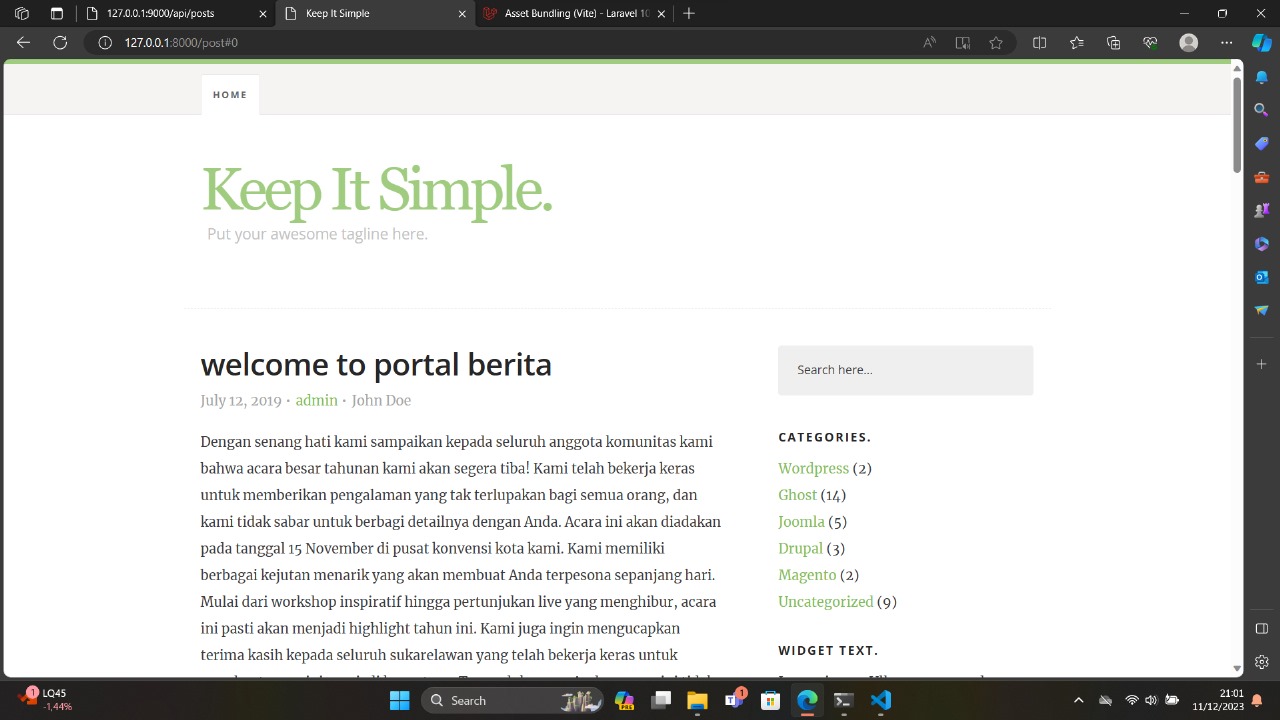 127.0.0.1:9000/api/posts
Keep It Simple
Asset Bundling (Vite) - Laravel 10
127.0.0.1:8000/post#0
HOME
Keep It Simple.
Put your awesome tagline here.
welcome to portal berita
July 12, 2019 • admin • John Doe
Dengan senang hati kami sampaikan kepada seluruh anggota komunitas kami
bahwa acara besar tahunan kami akan segera tiba! Kami telah bekerja keras
untuk memberikan pengalaman yang tak terlupakan bagi semua orang, dan
kami tidak sabar untuk berbagi detailnya dengan Anda. Acara ini akan diadakan
pada tanggal 15 November di pusat konvensi kota kami. Kami memiliki
berbagai kejutan menarik yang akan membuat Anda terpesona sepanjang hari.
Mulai dari workshop inspiratif hingga pertunjukan live yang menghibur, acara
ini pasti akan menjadi highlight tahun ini. Kami juga ingin mengucapkan
terima kasih kepada seluruh sukarelawan yang telah bekerja keras untuk
Search here...
CATEGORIES.
Wordpress (2)
Ghost (14)
Joomla (5)
Drupal (3)
Magento (2)
Uncategorized (9)
WIDGET TEXT.
1
LQ45
-1,44%
Search
PRE
1
21:01
11/12/2023